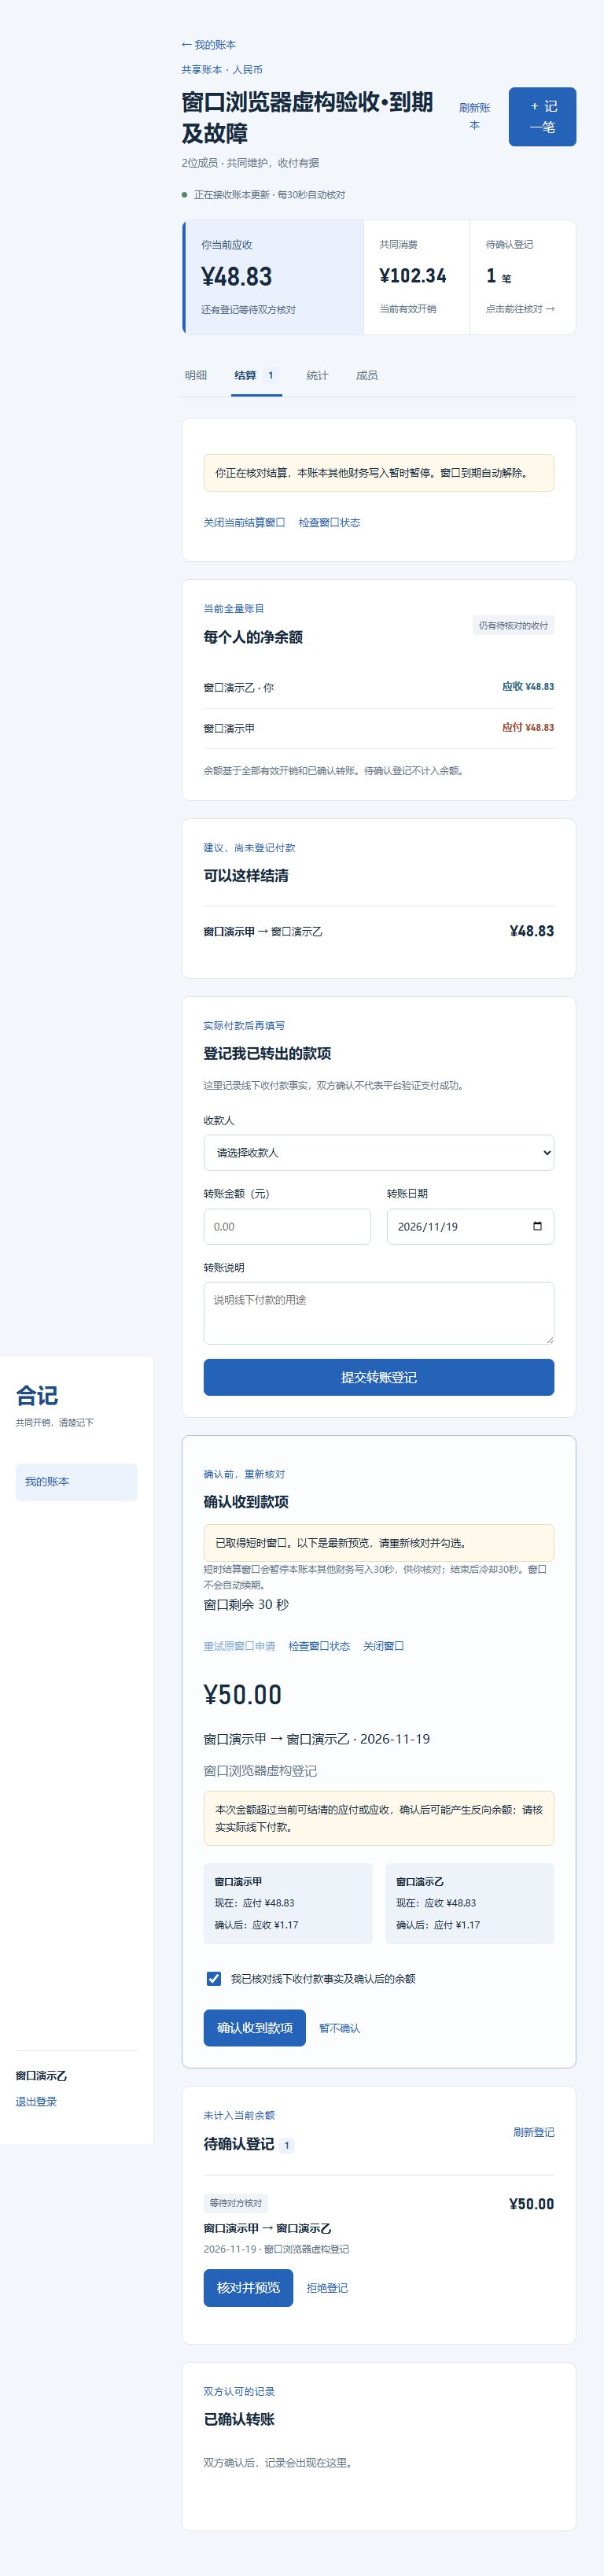 ← 我的账本
共享账本 · 人民币
窗口浏览器虚构验收•到期
及故障
刷新账
本
+ 记
一笔
2位成员 · 共同维护，收付有据
正在接收账本更新 · 每30秒自动核对
你当前应收
¥48.83
还有登记等待双方核对
共同消费
¥102.34
当前有效开销
待确认登记
1 笔
点击前往核对 →
明细
结算 1
统计
成员
你正在核对结算，本账本其他财务写入暂时暂停。窗口到期自动解除。
关闭当前结算窗口
检查窗口状态
当前全量账目
每个人的净余额
仍有待核对的收付
窗口演示乙 · 你
应收 ¥48.83
窗口演示甲
应付 ¥48.83
余额基于全部有效开销和已确认转账。待确认登记不计入余额。
建议，尚未登记付款
可以这样结清
窗口演示甲 → 窗口演示乙
¥48.83
实际付款后再填写
登记我已转出的款项
这里记录线下收付款事实，双方确认不代表平台验证支付成功。
收款人
请选择收款人
转账金额（元）
0.00
转账日期
2026/11/19
转账说明
说明线下付款的用途
提交转账登记
合记
共同开销，清楚记下
我的账本
窗口演示乙
退出登录
确认前，重新核对
确认收到款项
已取得短时窗口。以下是最新预览，请重新核对并勾选。
短时结算窗口会暂停本账本其他财务写入30秒，供你核对；结束后冷却30秒。窗口
不会自动续期。
窗口剩余 30 秒
重试原窗口申请
检查窗口状态
关闭窗口
¥50.00
窗口演示甲 → 窗口演示乙 · 2026-11-19
窗口浏览器虚构登记
本次金额超过当前可结清的应付或应收，确认后可能产生反向余额；请核
实实际线下付款。
窗口演示甲
现在：应付 ¥48.83
确认后：应收 ¥1.17
窗口演示乙
现在：应收 ¥48.83
确认后：应付 ¥1.17
我已核对线下收付款事实及确认后的余额
确认收到款项
暂不确认
未计入当前余额
待确认登记 1
刷新登记
等待对方核对
¥50.00
窗口演示甲 → 窗口演示乙
2026-11-19 · 窗口浏览器虚构登记
核对并预览
拒绝登记
双方认可的记录
已确认转账
双方确认后，记录会出现在这里。